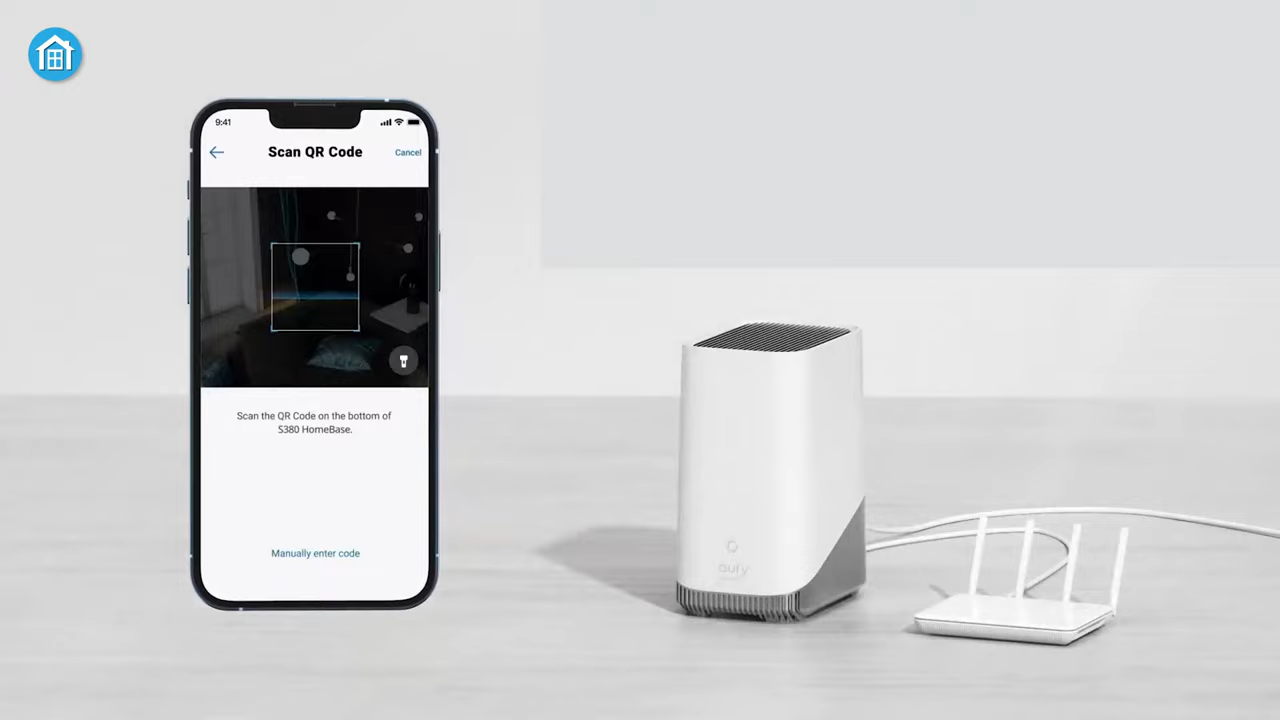 9:41
Scan QR Code
Cancel
Scan the QR Code on the bottom of
S380 HomeBase.
Manually enter code
eufy